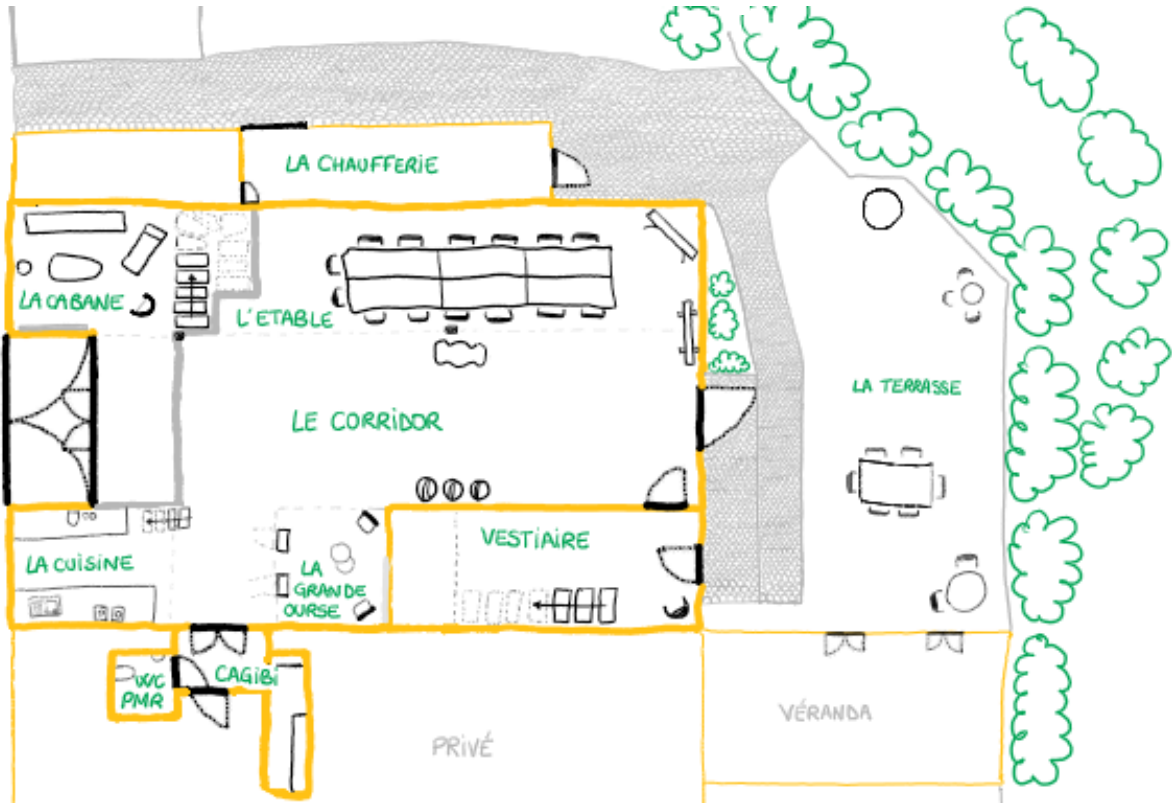 LA CHAUFFERiE
LA CABANE
L'ETABLE
LE CORRiDOR
LA TERRASSE
LA CUiSiNE
LA
GRANDE
OURSE
VESTiAiRE
WC
PMR
CAGiBi
PRiVÉ
VÉRANDA